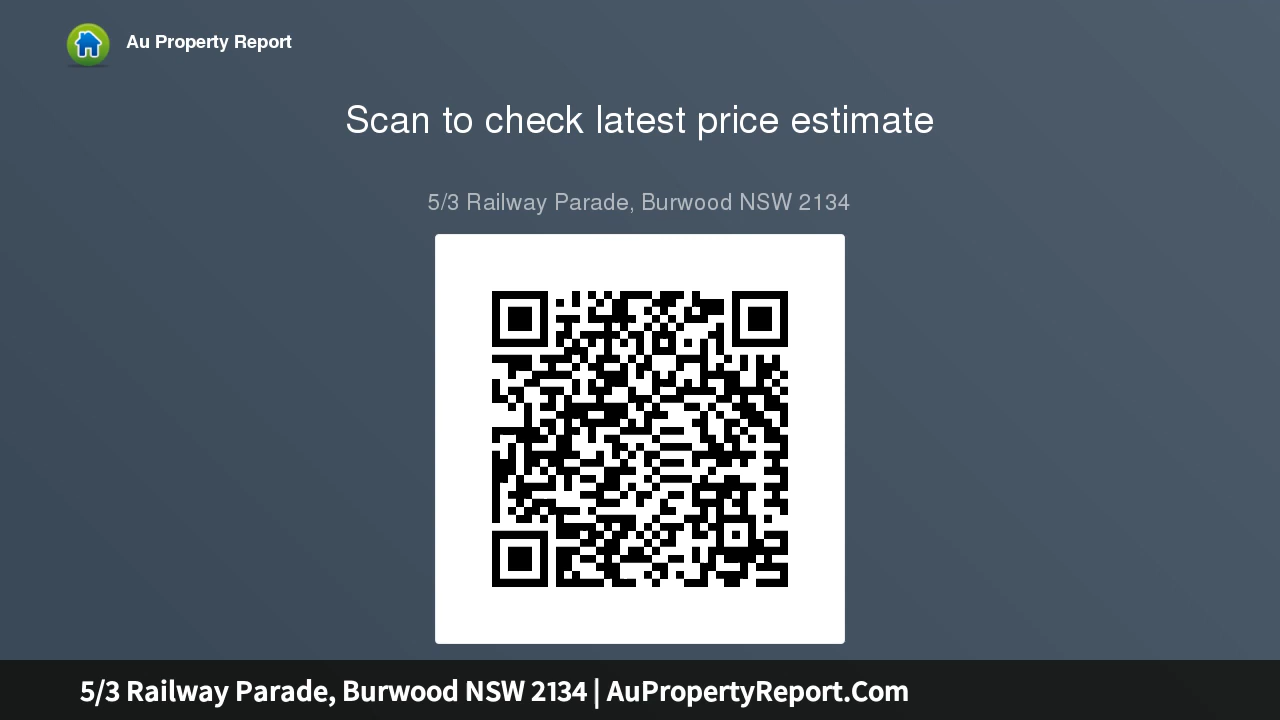 Au Property Report
Scan to check latest price estimate
5/3 Railway Parade, Burwood NSW 2134
5/3 Railway Parade, Burwood NSW 2134 | AuPropertyReport.Com